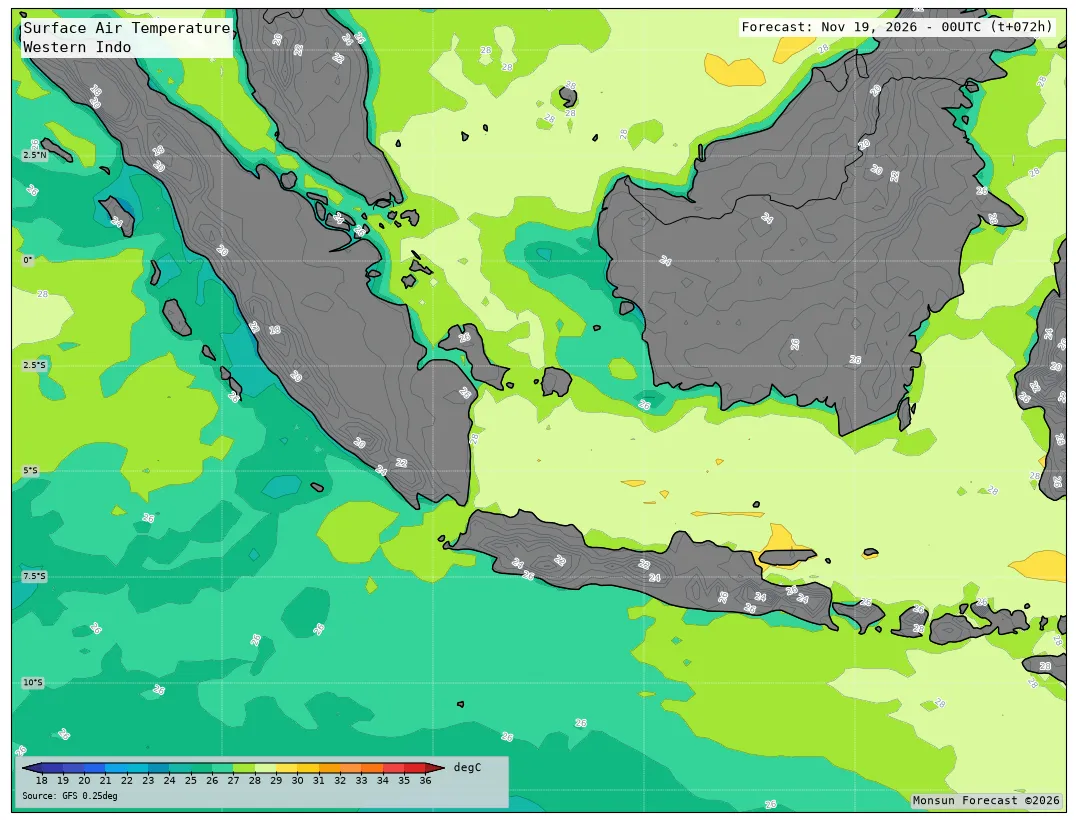 Surface Air Temperature
Western Indo
Forecast: Nov 19, 2026 - 00UTC (t+072h)
2.5°N
0°
2.5°S
5°S
7.5°S
10°S
18 19 20 21 22 23 24 25 26 27 28 29 30 31 32 33 34 35 36
degC
Source: GFS 0.25deg
Monsun Forecast ©2026